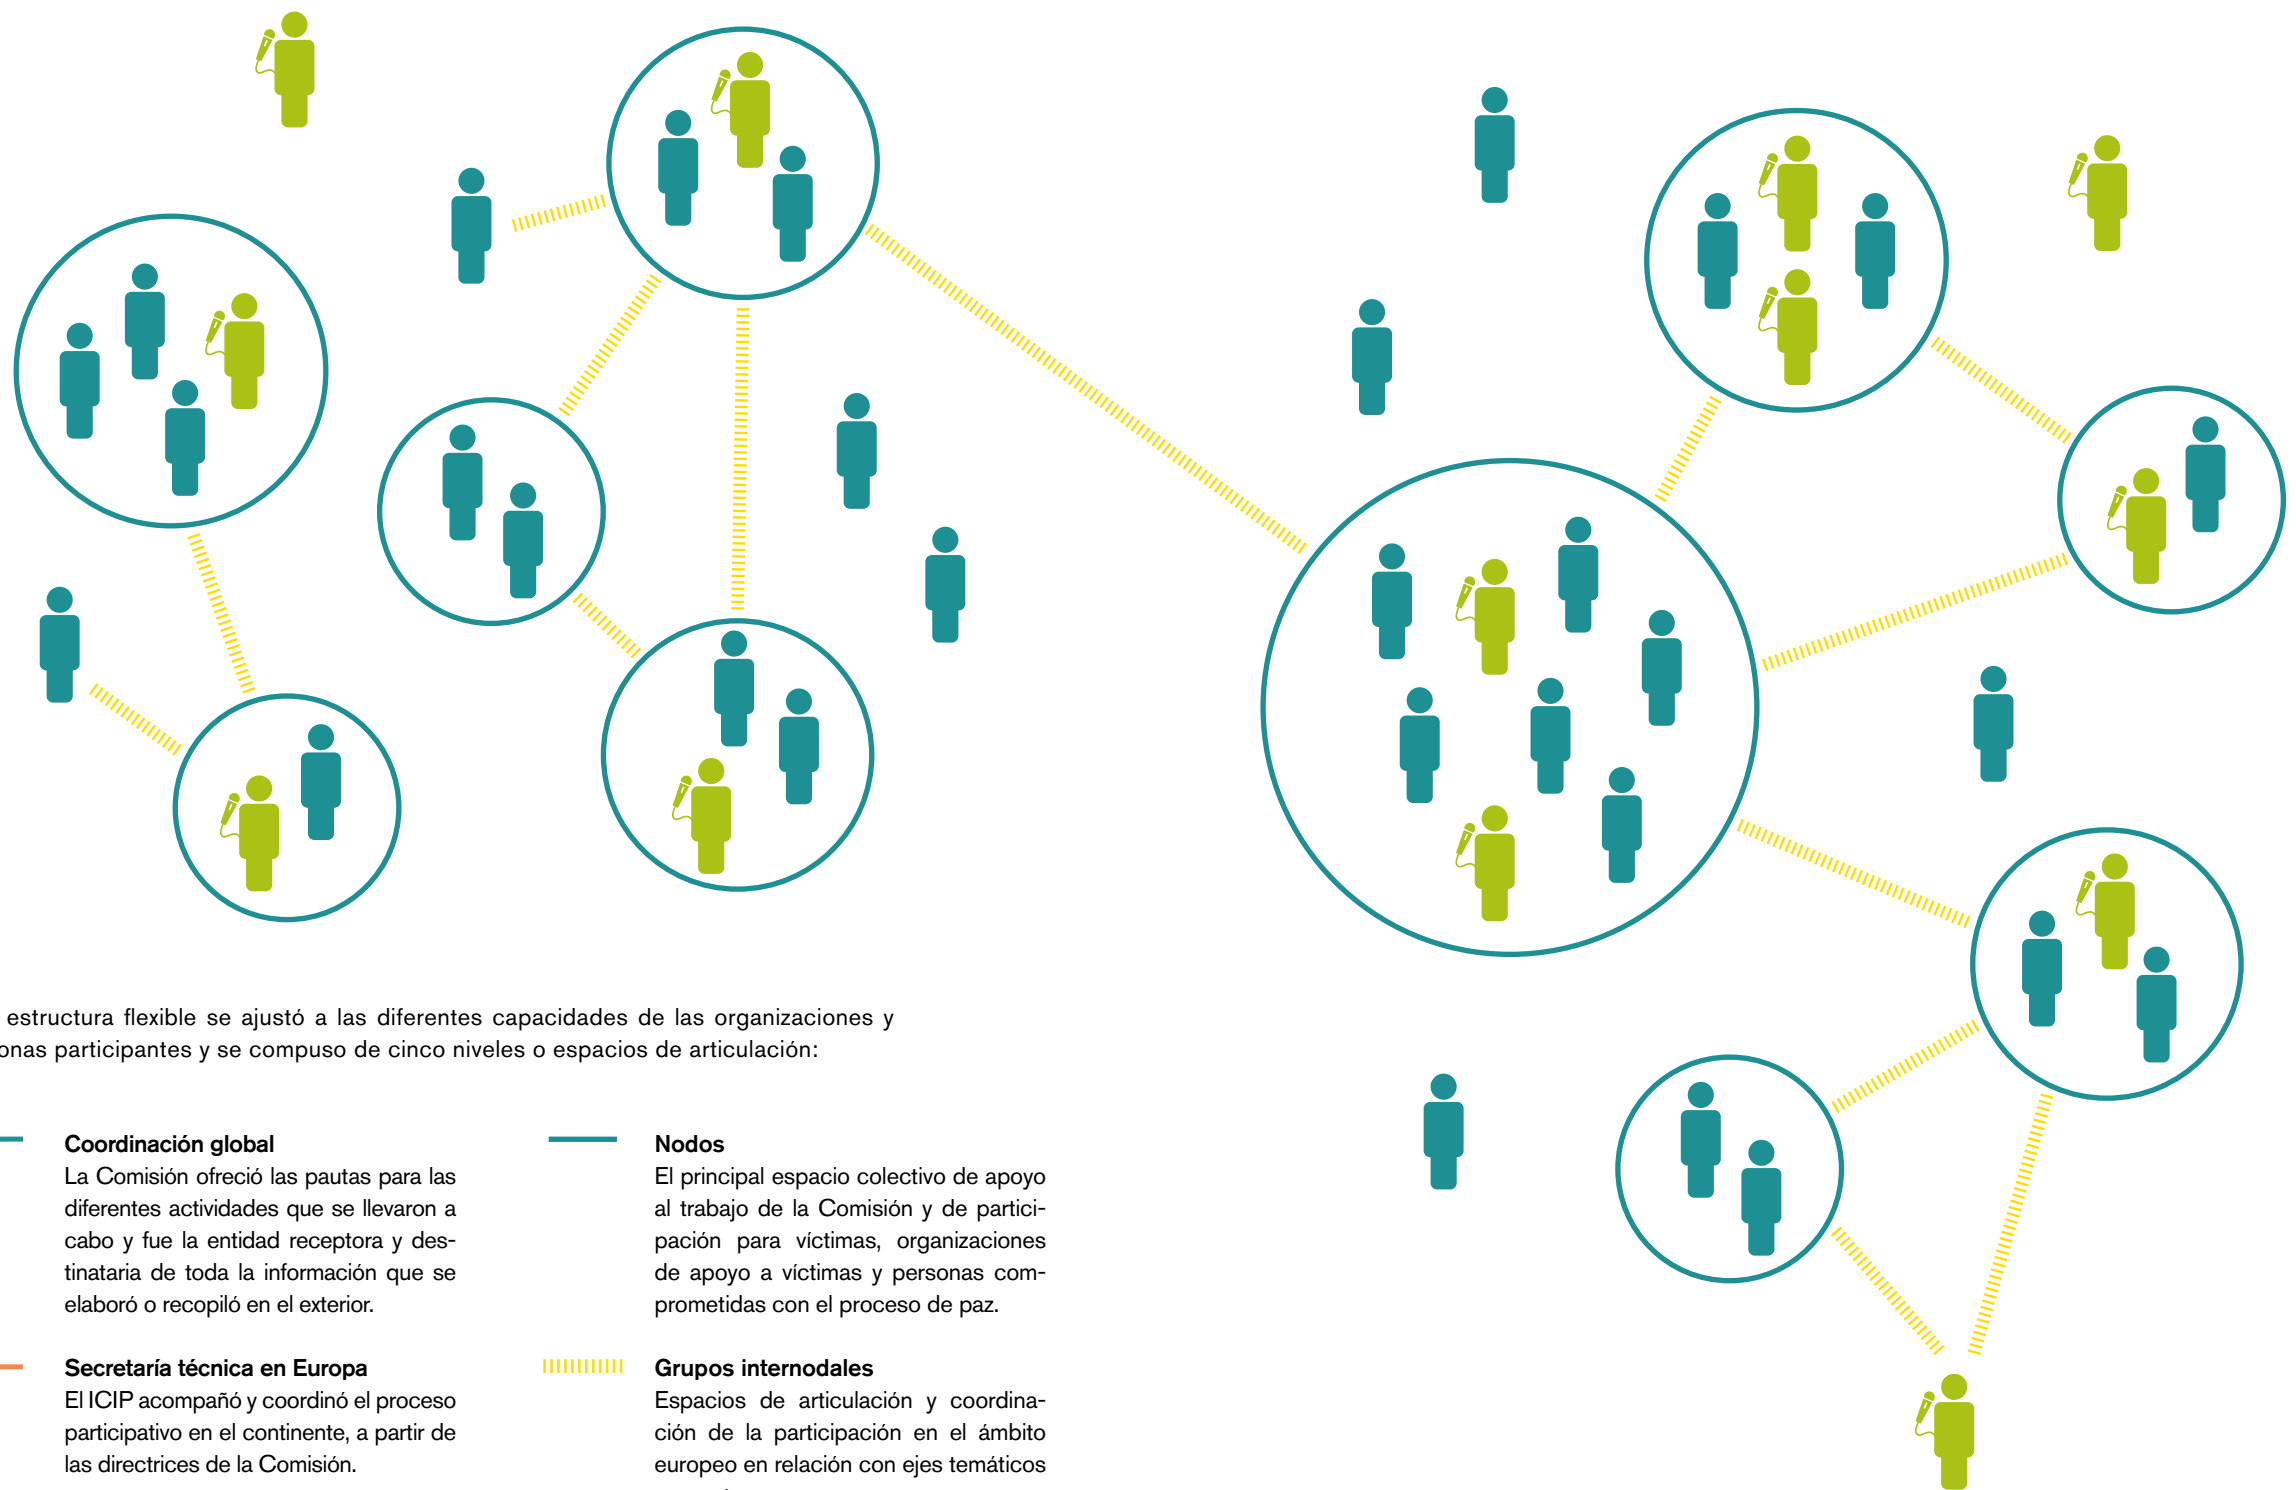 estructura flexible se ajustó a las diferentes capacidades de las organizaciones y
participantes y se compuso de cinco niveles o espacios de articulación:
Coordinación global
La Comisión ofreció las pautas para las
diferentes actividades que se llevaron a
cabo y fue la entidad receptora y des-
tinataria de toda la información que se
elaboró o recopiló en el exterior.
Secretaría técnica en Europa
El ICIP acompañó y coordinó el proceso
participativo en el continente, a partir de
las directrices de la Comisión.
Nodos
El principal espacio colectivo de apoyo
al trabajo de la Comisión y de partici-
pación para víctimas, organizaciones
de apoyo a víctimas y personas com-
prometidas con el proceso de paz.
Grupos internodales
Espacios de articulación y coordina-
ción de la participación en el ámbito
europeo en relación con ejes temáticos